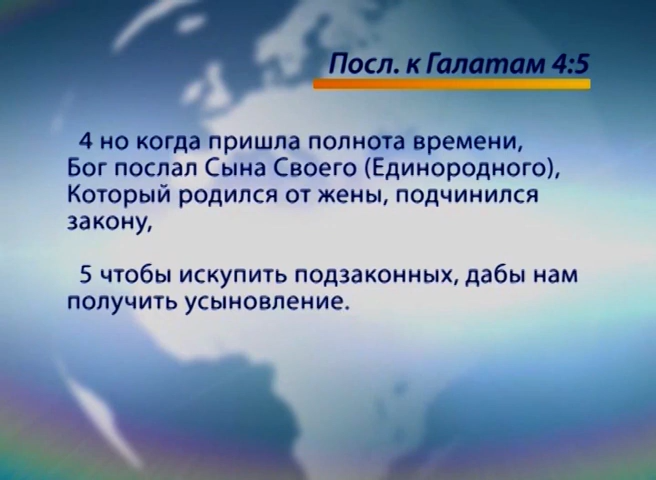 Посл. к Галатам 4:5
4 но когда пришла полнота времени,
Бог послал Сына Своего (Единородного),
Который родился от жены, подчинился
закону,
5 чтобы искупить подзаконных, дабы нам
получить усыновление.